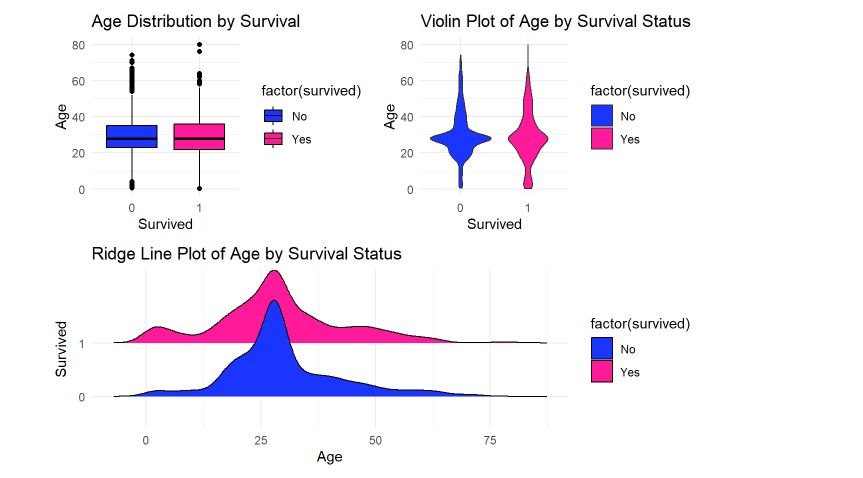 Age Distribution by Survival
80
60
40
20
0
Age
0 1
Survived
factor(survived)
No
Yes
Violin Plot of Age by Survival Status
80
60
40
20
0
Age
0 1
Survived
factor(survived)
No
Yes
Ridge Line Plot of Age by Survival Status
1
0
Survived
0 25 50 75
Age
factor(survived)
No
Yes